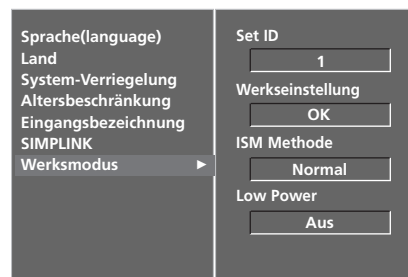 Sprache(language)
Land
System-Verriegelung
Altersbeschränkung
Eingangsbezeichnung
SIMPLINK
Werksmodus ►
Set ID
1
Werkseinstellung
OK
ISM Methode
Normal
Low Power
Aus